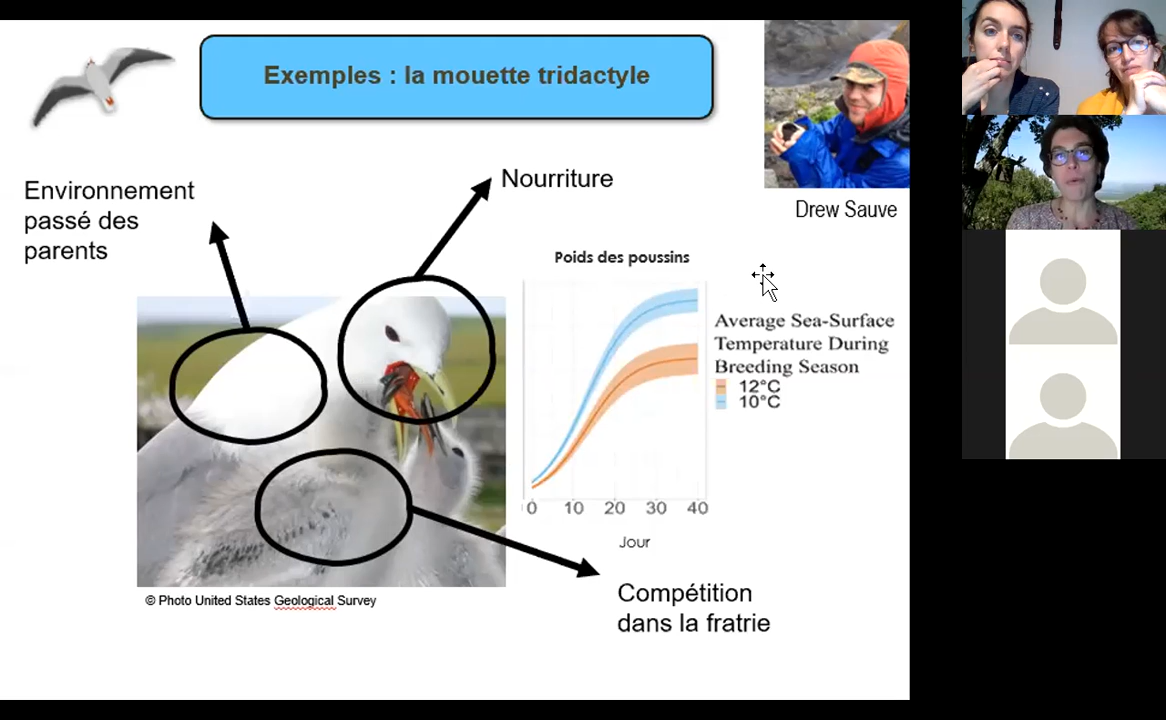 Exemples : la mouette tridactyle
Drew Sauve
Environnement
passé des
parents
Nourriture
Poids des poussins
Average Sea-Surface
Temperature During
Breeding Season
12°C
10°C
0 10 20 30 40
Jour
Compétition
dans la fratrie
© Photo United States Geological Survey